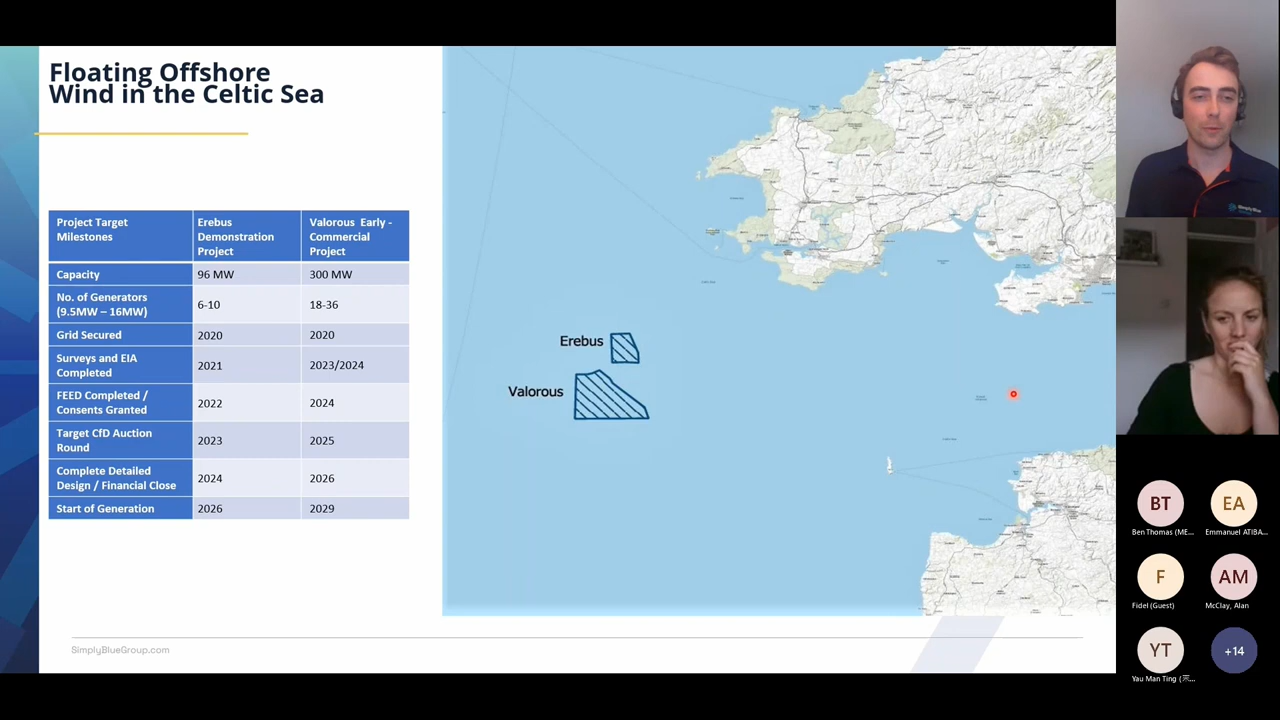 Floating Offshore
Wind in the Celtic Sea
Project Target
Milestones
Erebus
Demonstration
Project
Valorous Early -
Commercial
Project
Capacity
96 MW
300 MW
No. of Generators
(9.5MW – 16MW)
6-10
18-36
Grid Secured
2020
2020
Surveys and EIA
Completed
2021
2023/2024
FEED Completed /
Consents Granted
2022
2024
Target CfD Auction
Round
2023
2025
Complete Detailed
Design / Financial Close
2024
2026
Start of Generation
2026
2029
Erebus
Valorous
SimplyBlueGroup.com
SimplyBlue
BT
Ben Thomas (ME...
EA
Emmanuel ATIBA...
F
Fidel (Guest)
AM
McClay, Alan
YT
Yau Man Ting (...
+14